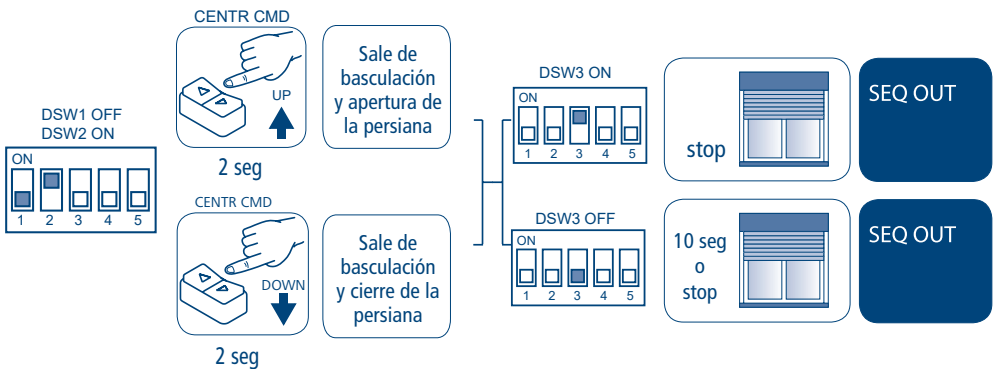 DSW1 OFF
DSW2 ON
ON
1 2 3 4 5
CENTR CMD
UP
2 seg
Sale de
basculación
y apertura de
la persiana
CENTR CMD
DOWN
2 seg
Sale de
basculación
y cierre de la
persiana
DSW3 ON
ON
1 2 3 4 5
stop
SEQ OUT
DSW3 OFF
ON
1 2 3 4 5
10 seg
o
stop
SEQ OUT